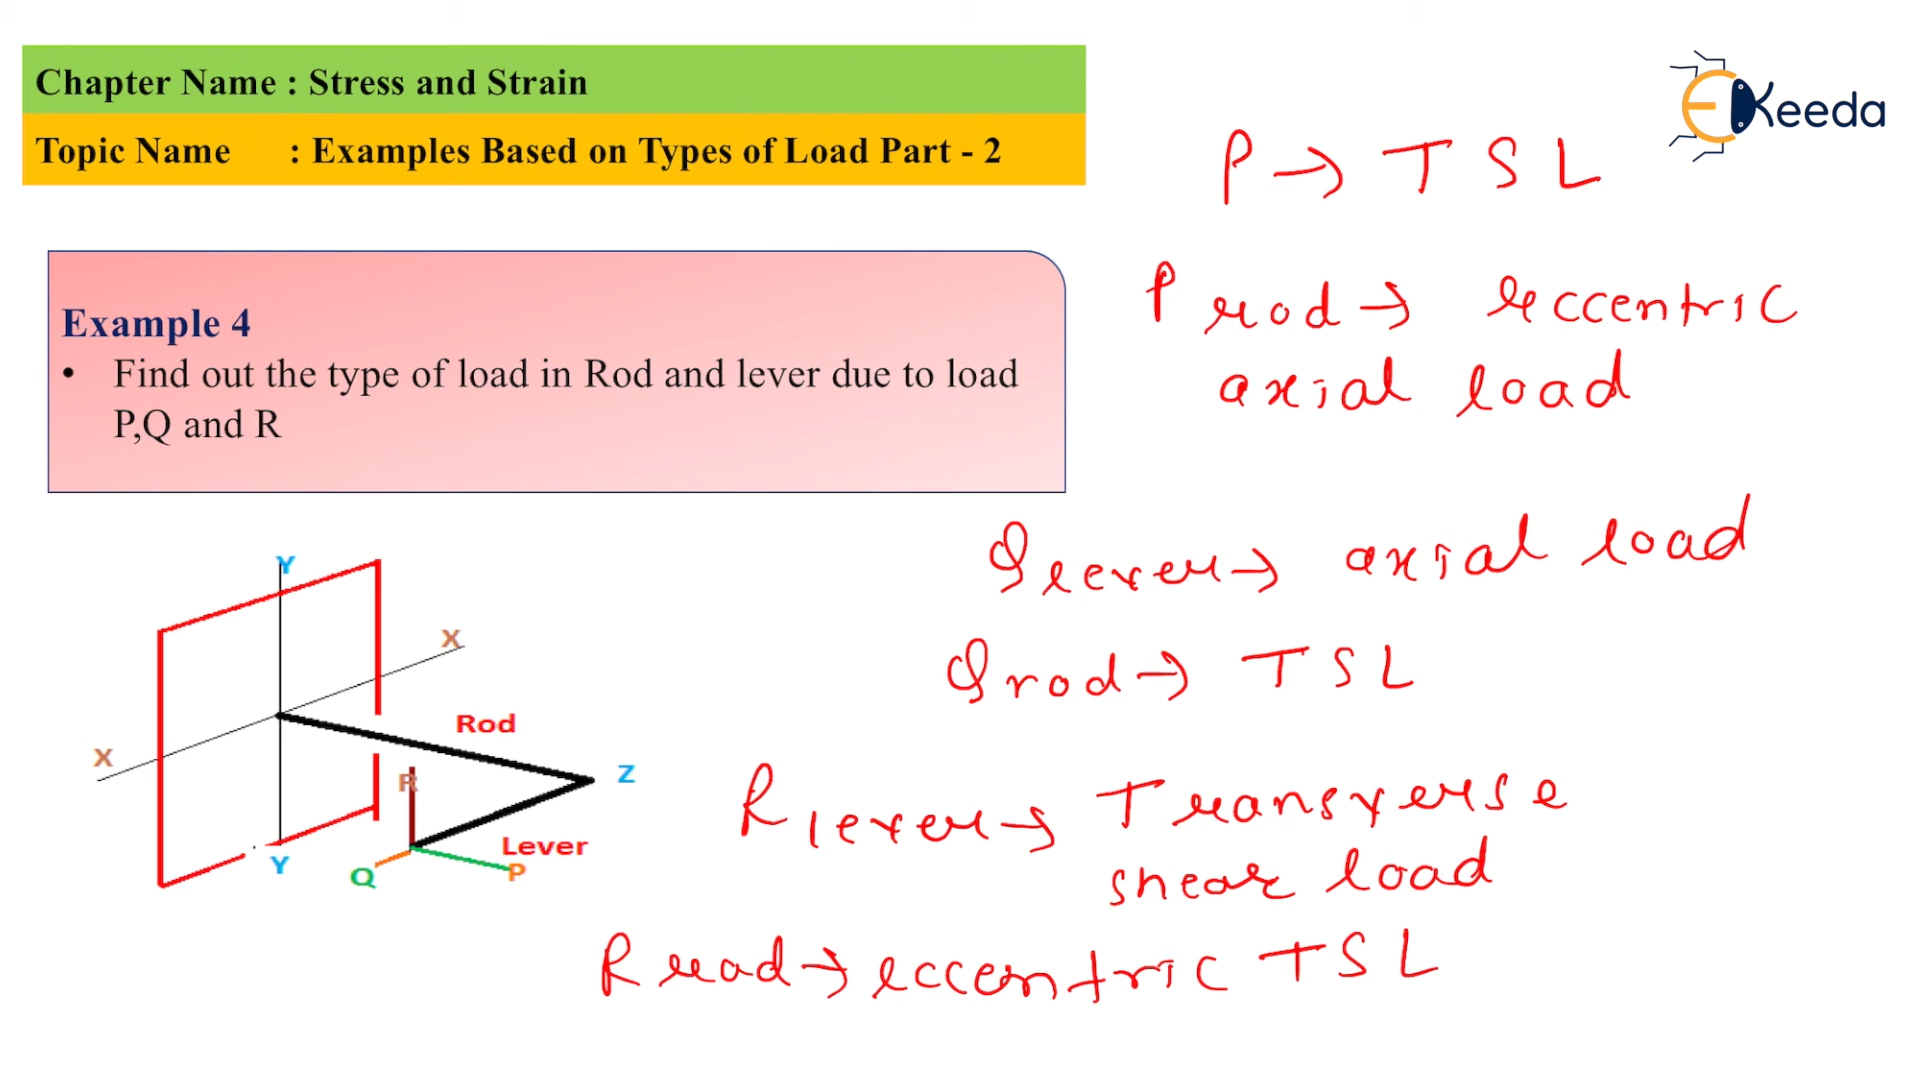 Chapter Name : Stress and Strain
Topic Name : Examples Based on Types of Load Part - 2
EKeeda
P → TSL
P rod → eccentric
axial load
Example 4
• Find out the type of load in Rod and lever due to load
P,Q and R
Q lever → axial load
Q rod → TSL
R lever → Transverse
shear load
R rod → eccentric TSL
Y
X
Rod
X
R
Z
Lever
Y
Q
P